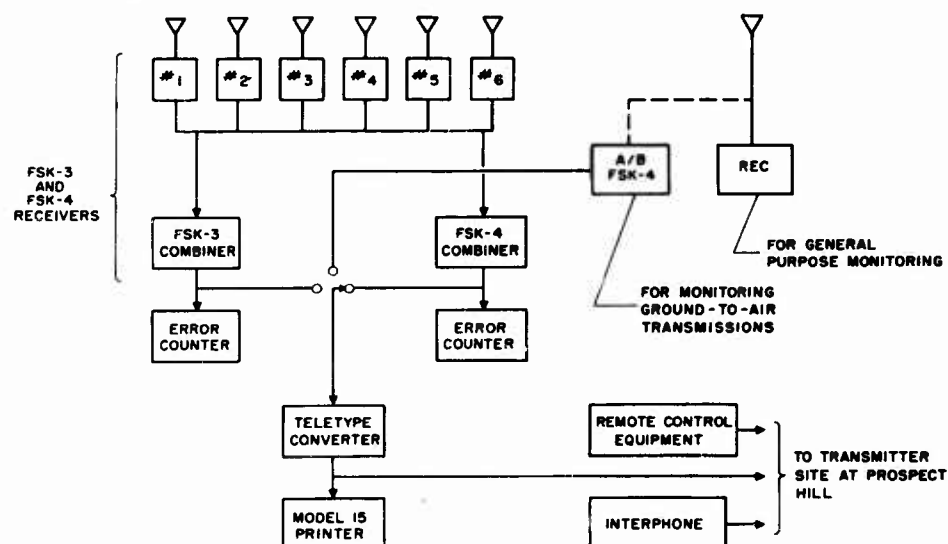 #1
#2
#3
#4
#5
#6
FSK-3
AND
FSK-4
RECEIVERS
A/B
FSK-4
REC
FSK-3
COMBINER
FSK-4
COMBINER
FOR GENERAL
PURPOSE MONITORING
FOR MONITORING
GROUND-TO-AIR
TRANSMISSIONS
ERROR
COUNTER
ERROR
COUNTER
TELETYPE
CONVERTER
REMOTE CONTROL
EQUIPMENT
TO TRANSMITTER
SITE AT PROSPECT
HILL
MODEL 15
PRINTER
INTERPHONE